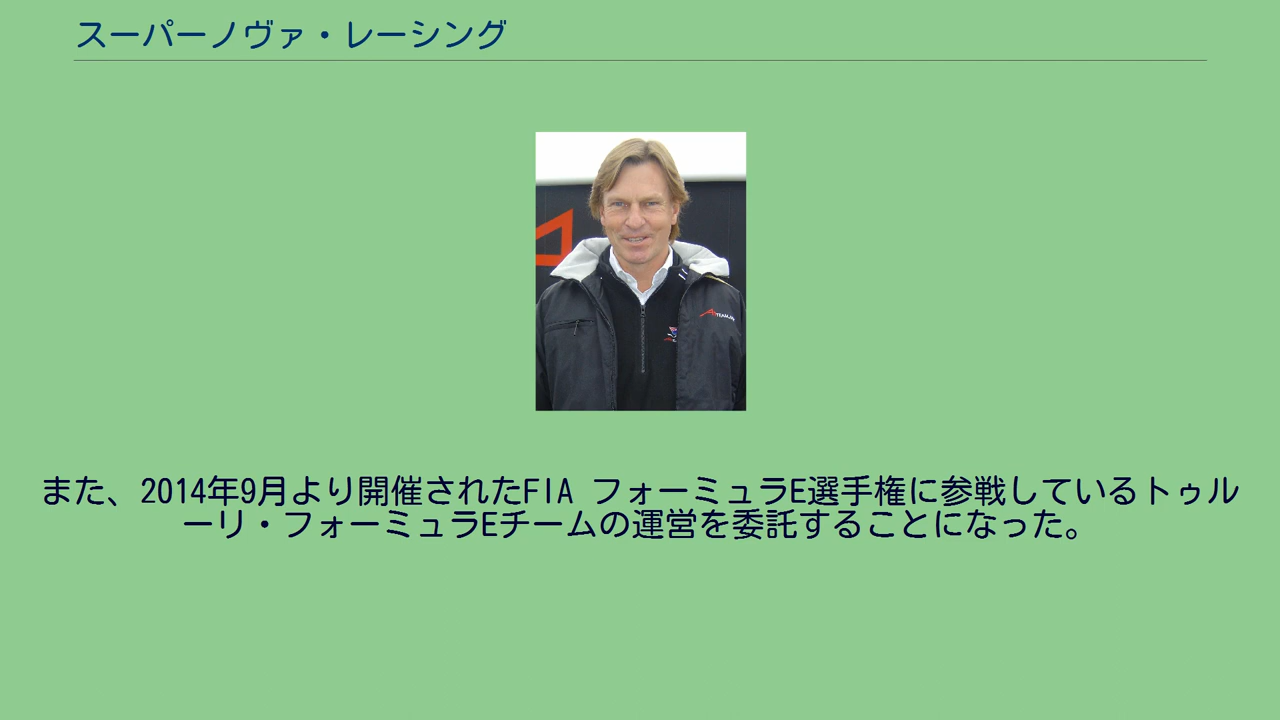 スーパーノヴァ・レーシング
また、2014年9月より開催されたFIA フォーミュラE選手権に参戦しているトゥル
ーリ・フォーミュラEチームの運営を委託することになった。